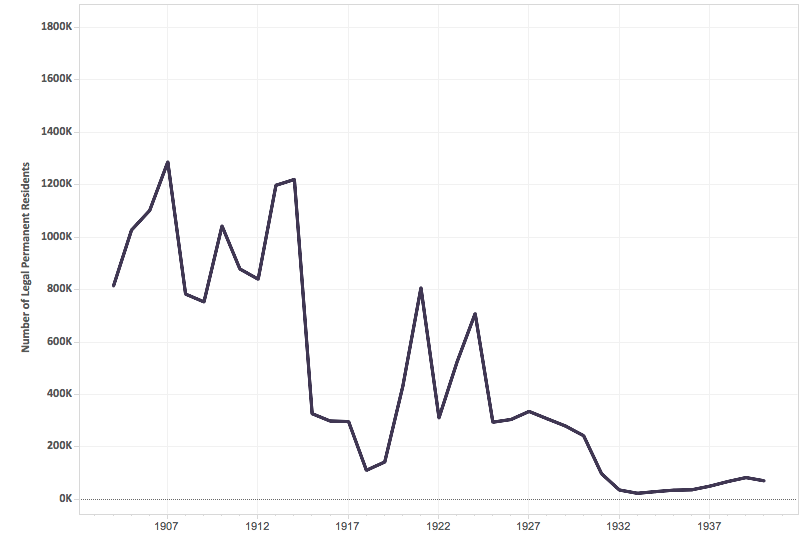 1800K
1600K
1400K
1200K
1000K
800K
600K
400K
200K
0K
Number of Legal Permanent Residents
1907
1912
1917
1922
1927
1932
1937